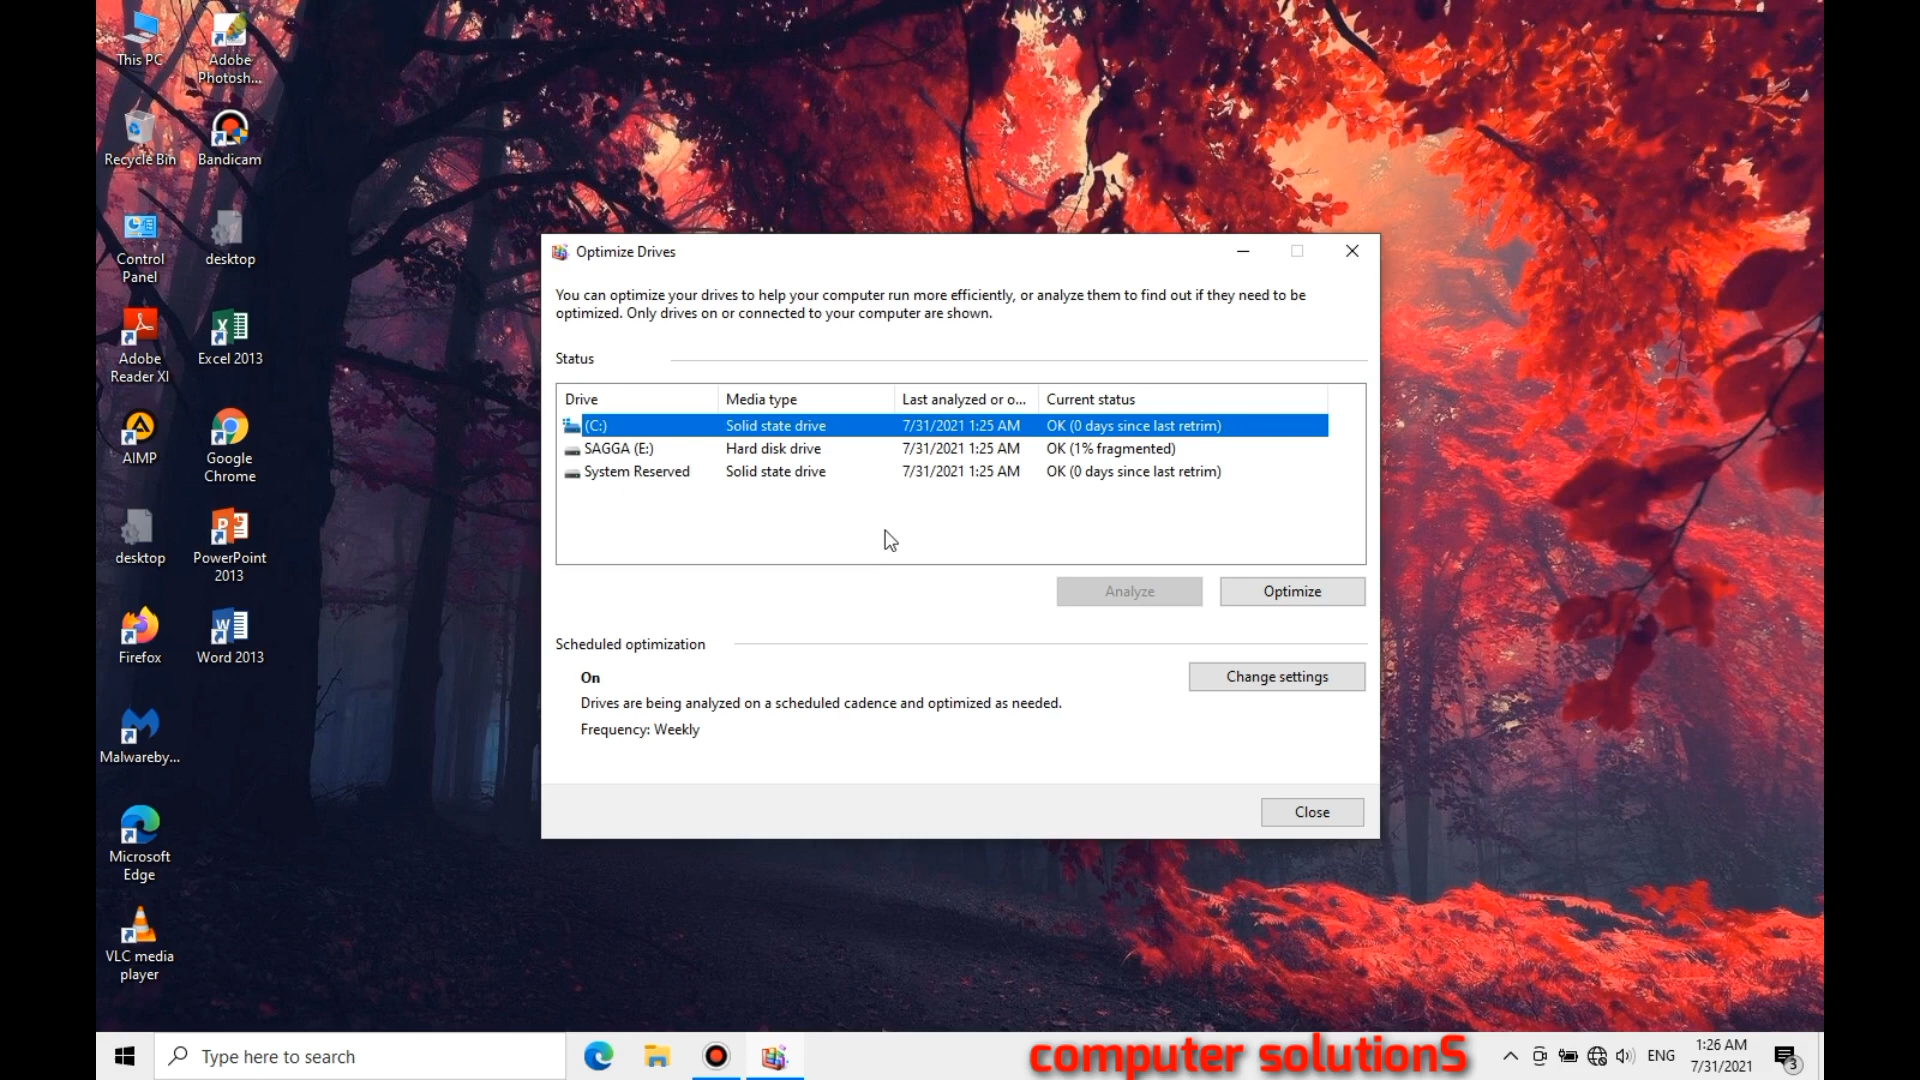 This PC
Adobe
Photosh...
Recycle Bin
Bandicam
Control
Panel
desktop
Adobe
Reader XI
Excel 2013
AIMP
Google
Chrome
desktop
PowerPoint
2013
Firefox
Word 2013
Malwareby...
Microsoft
Edge
VLC media
player
Optimize Drives
You can optimize your drives to help your computer run more efficiently, or analyze them to find out if they need to be
optimized. Only drives on or connected to your computer are shown.
Status
Drive Media type Last analyzed or o... Current status
(C:) Solid state drive 7/31/2021 1:25 AM OK (0 days since last retrim)
SAGGA (E:) Hard disk drive 7/31/2021 1:25 AM OK (1% fragmented)
System Reserved Solid state drive 7/31/2021 1:25 AM OK (0 days since last retrim)
Analyze Optimize
Scheduled optimization
On
Change settings
Drives are being analyzed on a scheduled cadence and optimized as needed.
Frequency: Weekly
Close
Type here to search
computer solutionS
ENG
1:26 AM
7/31/2021
3